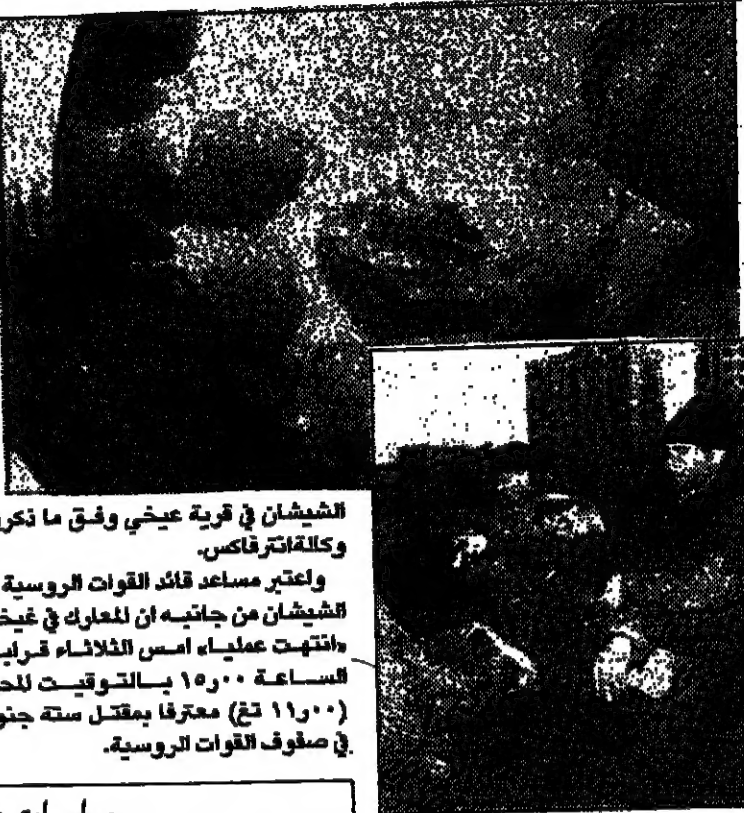 الشيشان في قرية عيخي وفق ما ذكر
وكالة انترفاكس.
واعتبر مساعد قائد القوات الروسية
الشيشان من جانبه ان المعارك في غيخ
«انتهت عمليا» امس الثلاثاء قراب
الساعة ١٥٫٠٠ بالتوقيت المح
(١١٫٠٠ تغ) معترفا بمقتل ستة جنو
في صفوف القوات الروسية.